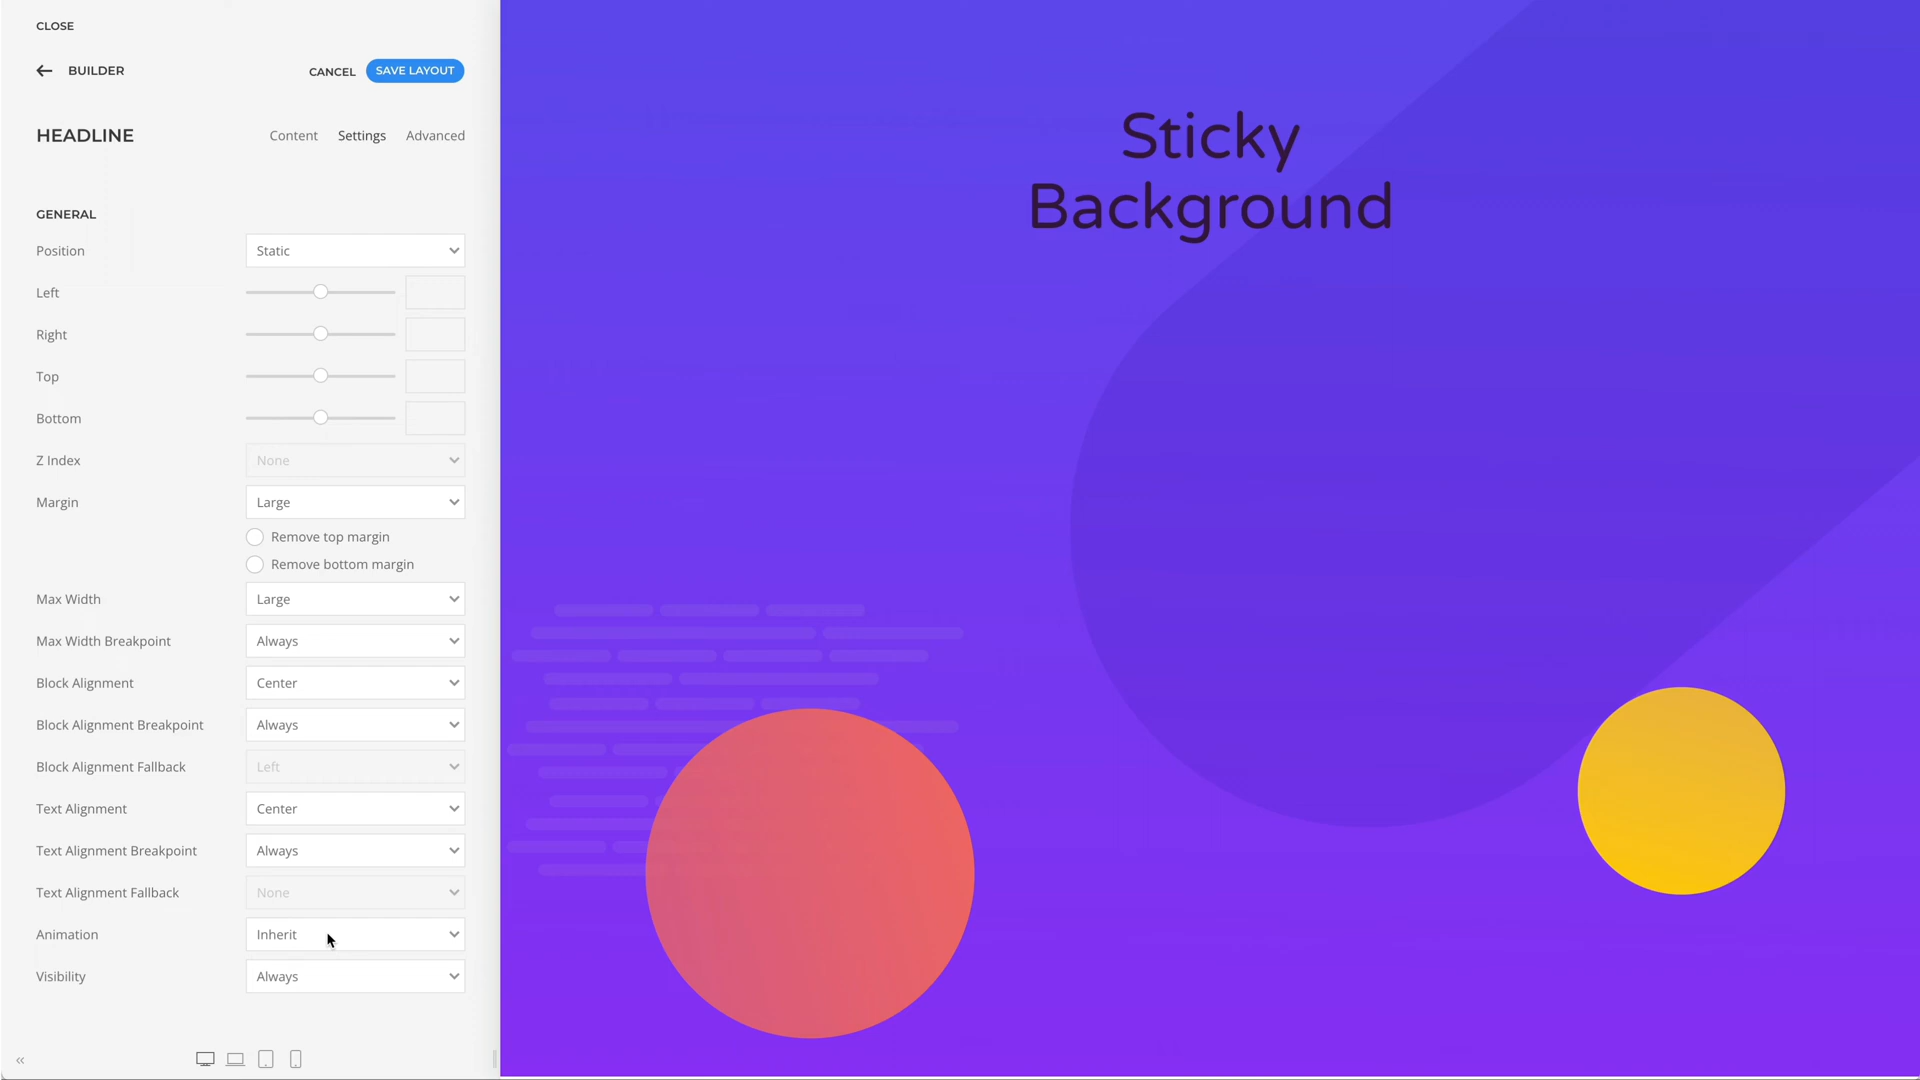 CLOSE
BUILDER CANCEL SAVE LAYOUT
HEADLINE Content Settings Advanced
GENERAL
Position Static
Left
Right
Top
Bottom
Z Index None
Margin Large
Remove top margin
Remove bottom margin
Max Width Large
Max Width Breakpoint Always
Block Alignment Center
Block Alignment Breakpoint Always
Block Alignment Fallback Left
Text Alignment Center
Text Alignment Breakpoint Always
Text Alignment Fallback None
Animation Inherit
Visibility Always
Sticky
Background